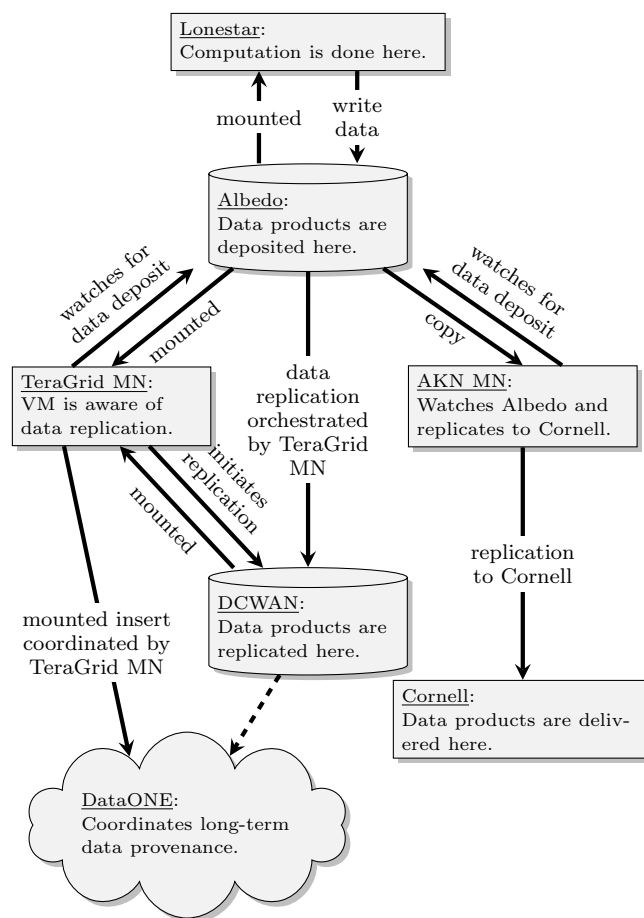 Lonestar:
Computation is done here.
mounted
write
data
Albedo:
Data products are
deposited here.
watches for
data deposit
mounted
copy
watches for
data deposit
TeraGrid MN:
VM is aware of
data replication.
data
replication
orchestrated
by TeraGrid
MN
AKN MN:
Watches Albedo and
replicates to Cornell.
initiates
replication
mounted
replication
to Cornell
DCWAN:
Data products are
replicated here.
mounted insert
coordinated by
TeraGrid MN
Cornell:
Data products are deliv-
ered here.
DataONE:
Coordinates long-term
data provenance.